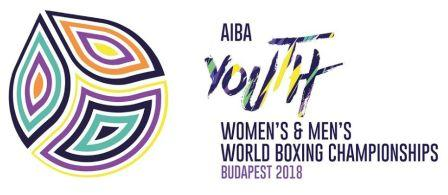 AIBA
YOUTH
WOMEN'S & MEN'S
WORLD BOXING CHAMPIONSHIPS
BUDAPEST 2018